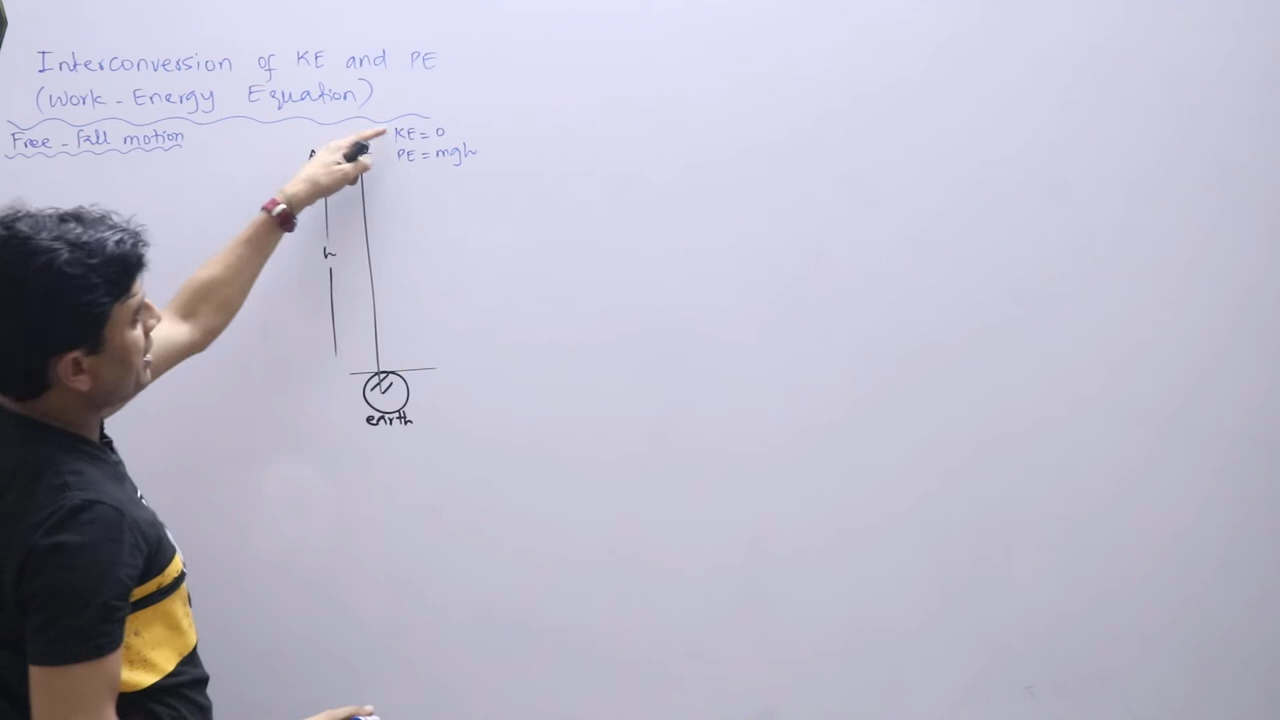 Interconversion of KE and PE
(Work-Energy Equation)
Free-fall motion
KE=0
PE=mgh
A
h
earth